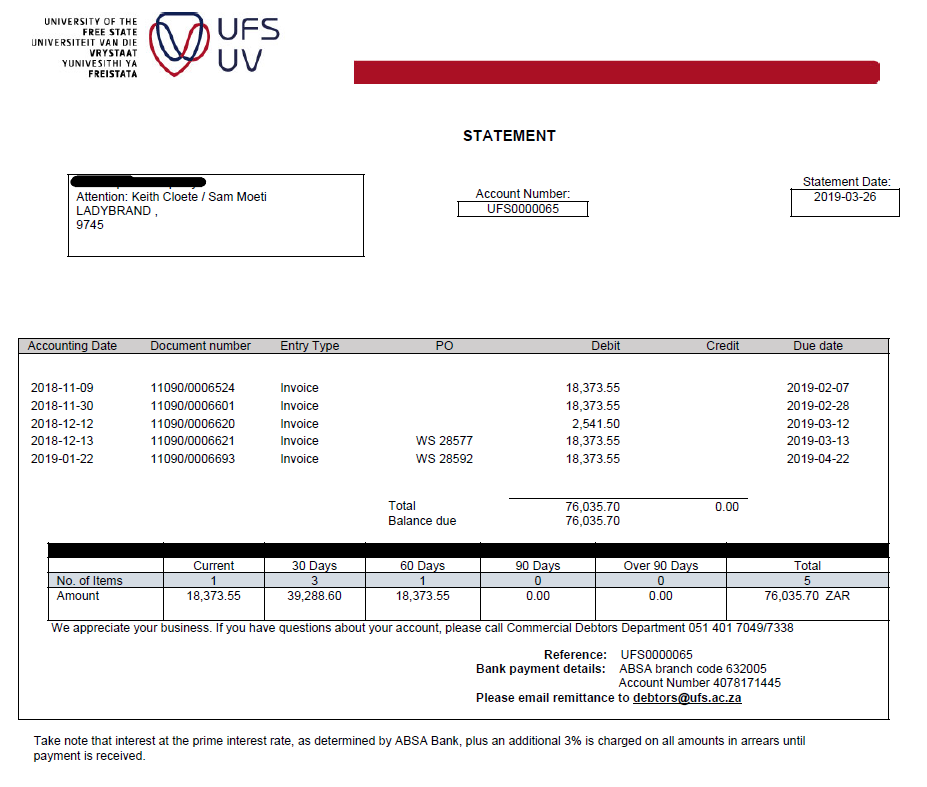 UNIVERSITY OF THE
FREE STATE
UNIVERSITEIT VAN DIE
VRYSTAAT
YUNIVESITHI YA
FREISTATA
UFS
UV
STATEMENT
Attention: Keith Cloete / Sam Moeti
LADYBRAND ,
9745
Account Number:
UFS0000065
Statement Date:
2019-03-26
Accounting Date Document number Entry Type PO Debit Credit Due date
2018-11-09 11090/0006524 Invoice 18,373.55 2019-02-07
2018-11-30 11090/0006601 Invoice 18,373.55 2019-02-28
2018-12-12 11090/0006620 Invoice 2,541.50 2019-03-12
2018-12-13 11090/0006621 Invoice WS 28577 18,373.55 2019-03-13
2019-01-22 11090/0006693 Invoice WS 28592 18,373.55 2019-04-22
Total 76,035.70 0.00
Balance due 76,035.70
Current 30 Days 60 Days 90 Days Over 90 Days Total
No. of Items 1 3 1 0 0 5
Amount 18,373.55 39,288.60 18,373.55 0.00 0.00 76,035.70 ZAR
We appreciate your business. If you have questions about your account, please call Commercial Debtors Department 051 401 7049/7338
Reference: UFS0000065
Bank payment details: ABSA branch code 632005
Account Number 4078171445
Please email remittance to debtors@ufs.ac.za
Take note that interest at the prime interest rate, as determined by ABSA Bank, plus an additional 3% is charged on all amounts in arrears until
payment is received.